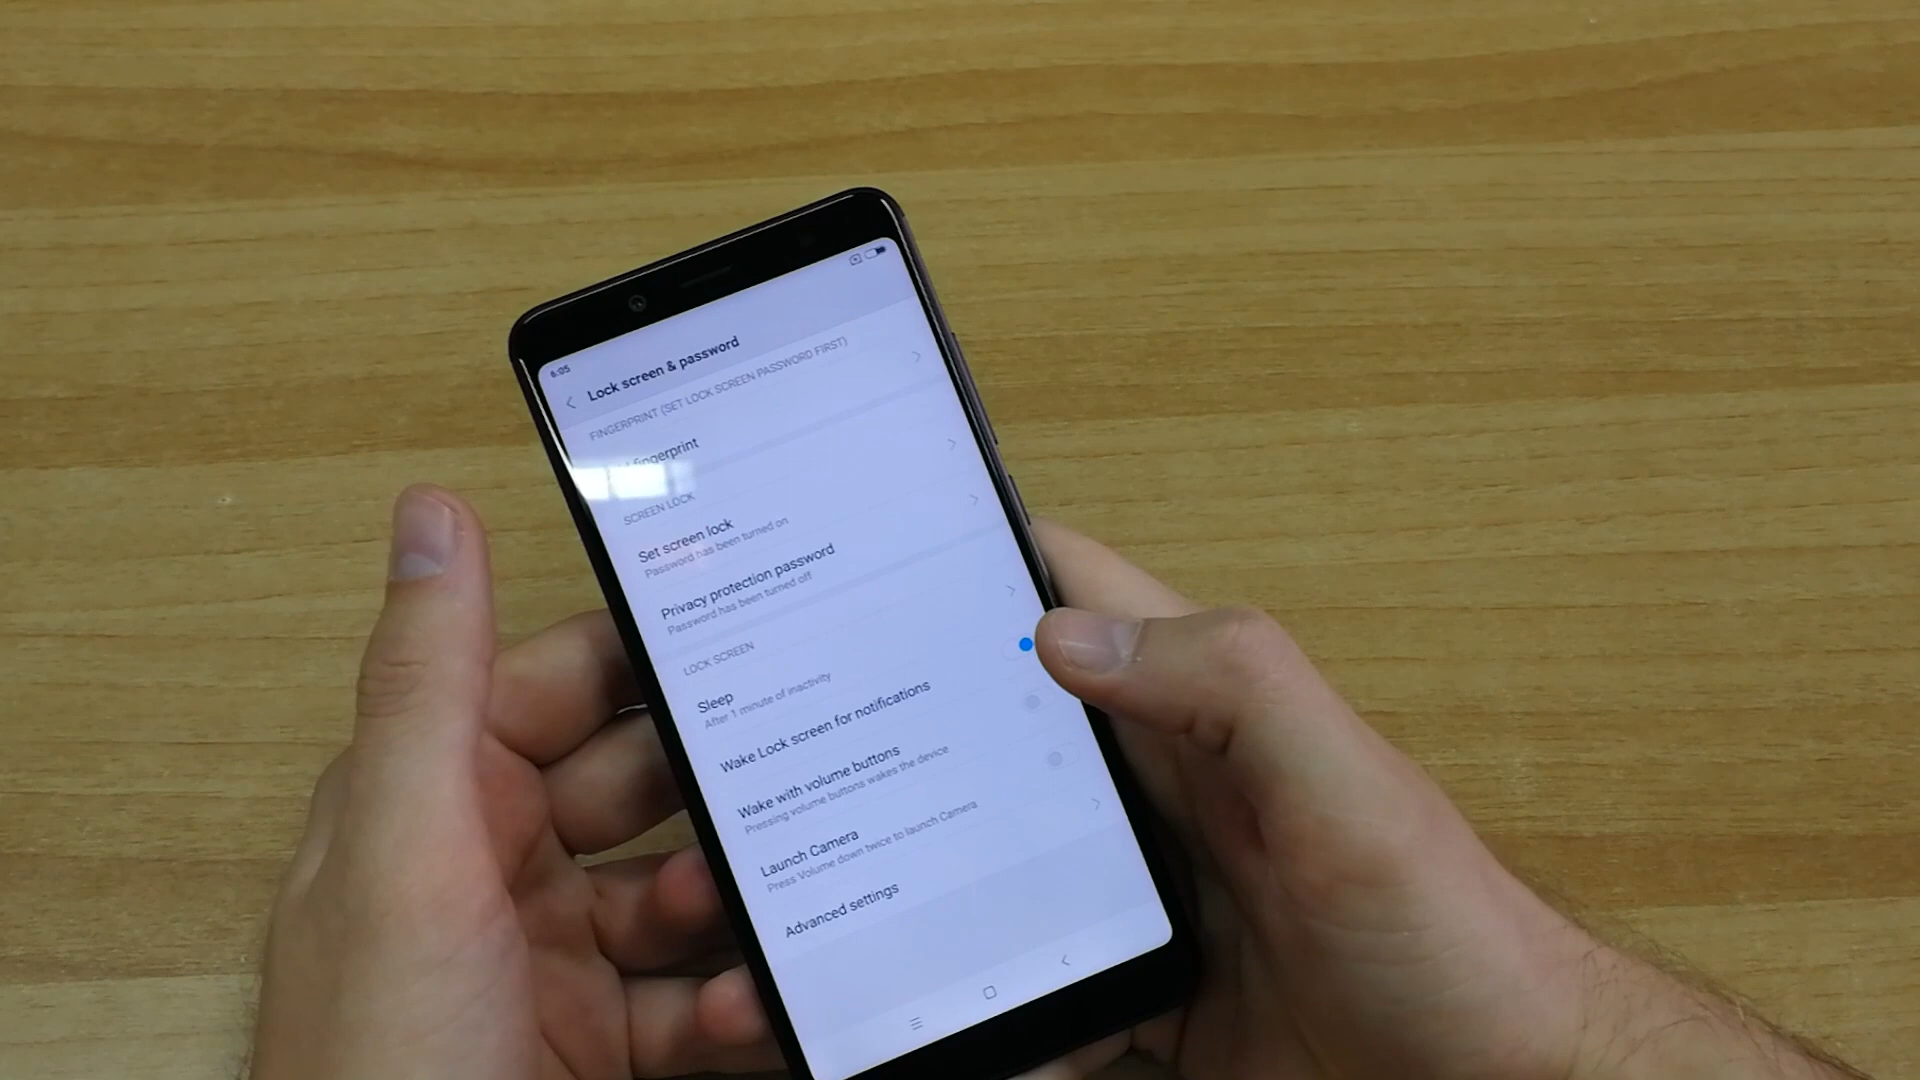 6:05
Lock screen & password
FINGERPRINT (SET LOCK SCREEN PASSWORD FIRST)
fingerprint
SCREEN LOCK
Set screen lock
Password has been turned on
Privacy protection password
Password has been turned off
LOCK SCREEN
Sleep
After 1 minute of inactivity
Wake Lock screen for notifications
Wake with volume buttons
Pressing volume buttons wakes the device
Launch Camera
Press Volume down twice to launch Camera
Advanced settings